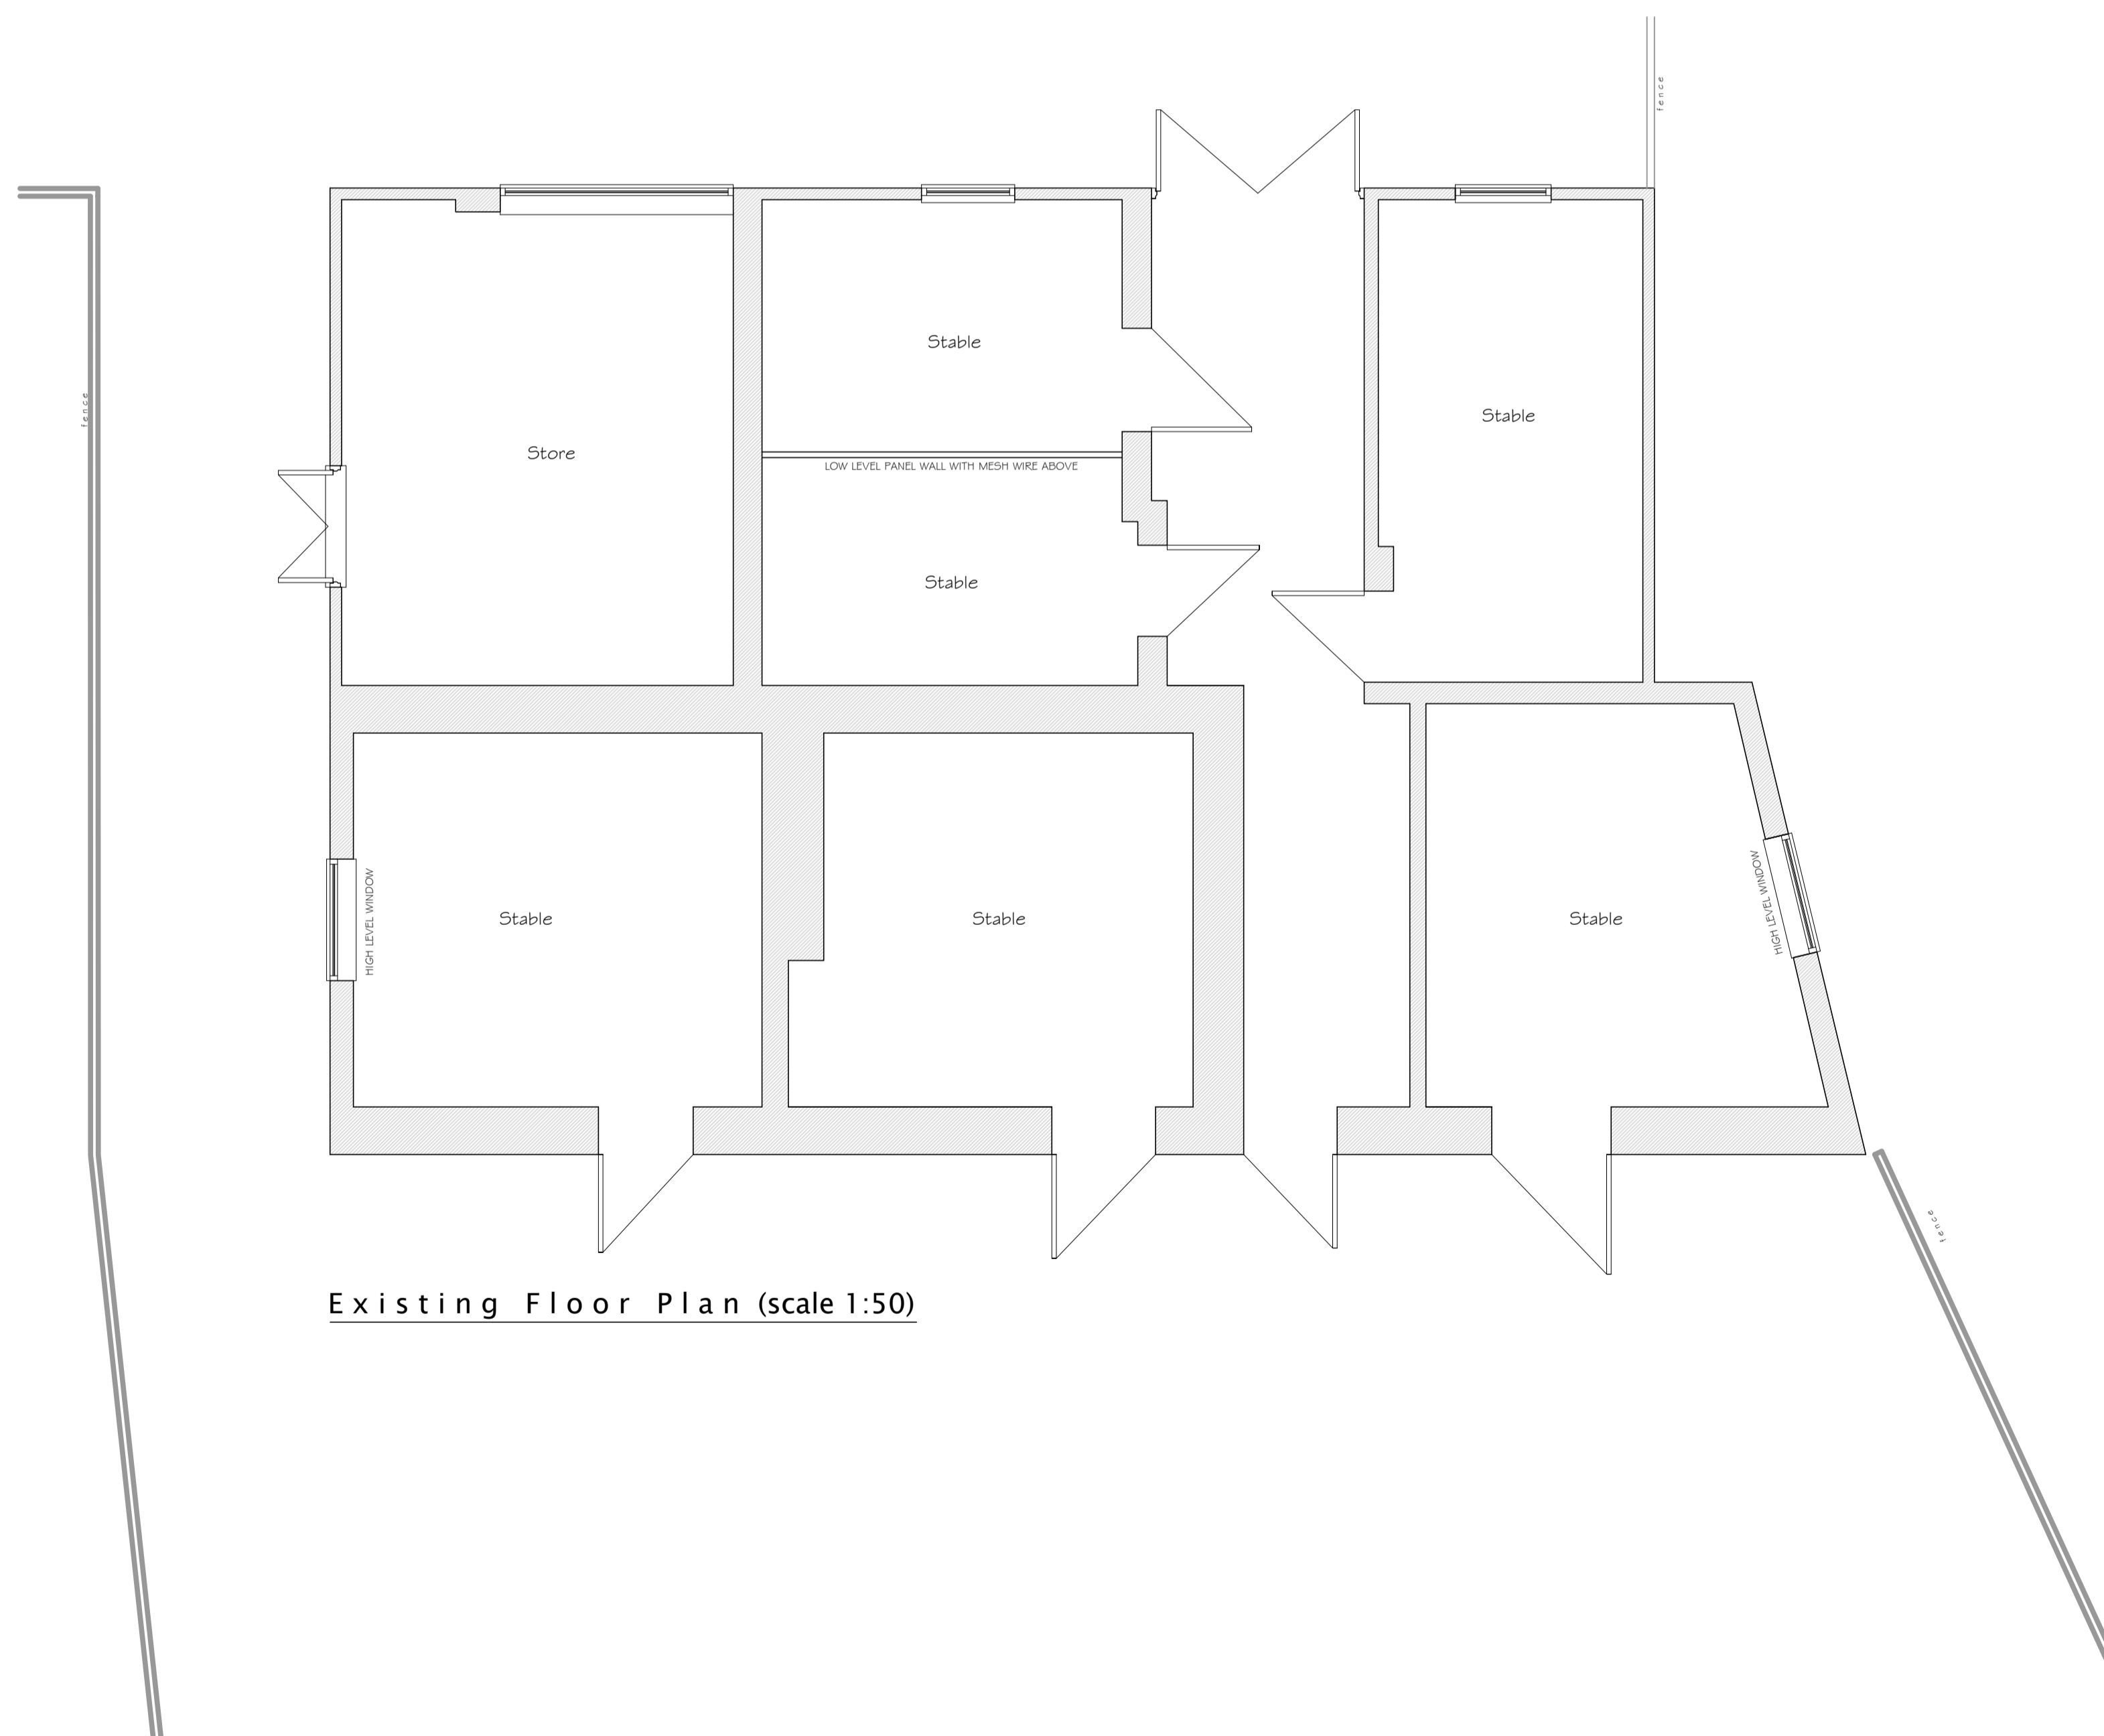 fence
fence
Stable
Stable
Store
LOW LEVEL PANEL WALL WITH MESH WIRE ABOVE
Stable
HIGH LEVEL WINDOW
Stable
Stable
Stable
HIGH LEVEL WINDOW
fence
Existing Floor Plan (scale 1:50)